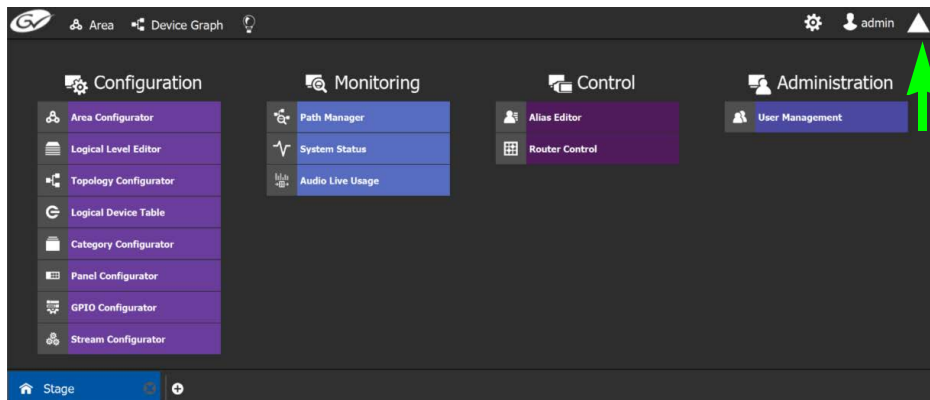 GV Area Device Graph admin
Configuration
Area Configurator
Logical Level Editor
Topology Configurator
Logical Device Table
Category Configurator
Panel Configurator
GPIO Configurator
Stream Configurator
Monitoring
Path Manager
System Status
Audio Live Usage
Control
Alias Editor
Router Control
Administration
User Management
Stage